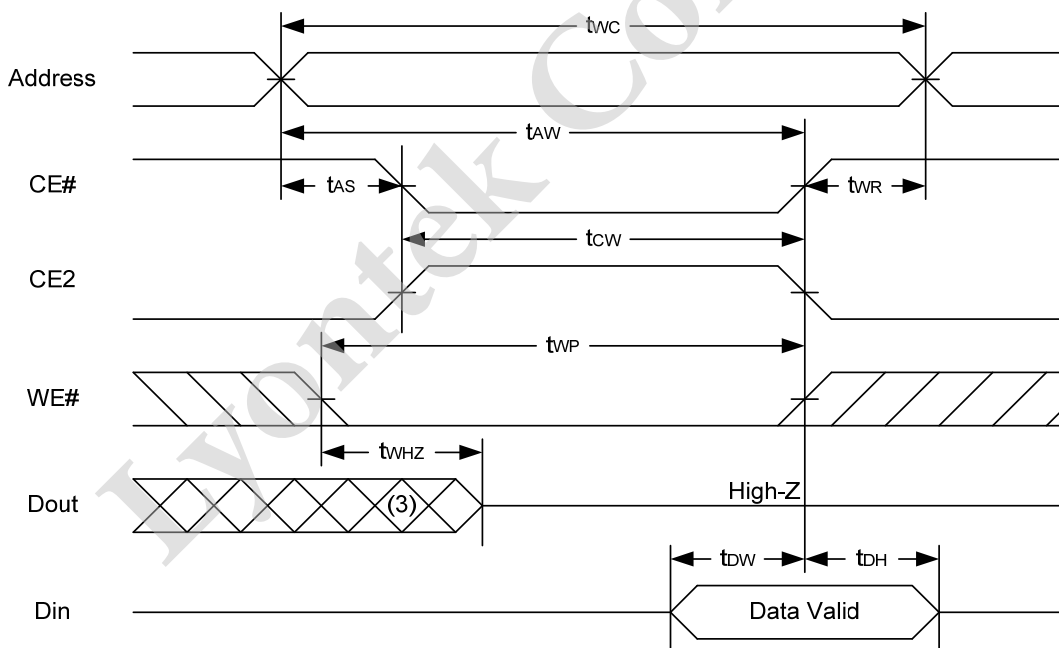 tWC
Address
tAW
CE#
tAS
tWR
tCW
CE2
tWP
WE#
tWHZ
Dout
(3)
High-Z
tDW
tDH
Din
Data Valid
Lyontek Co